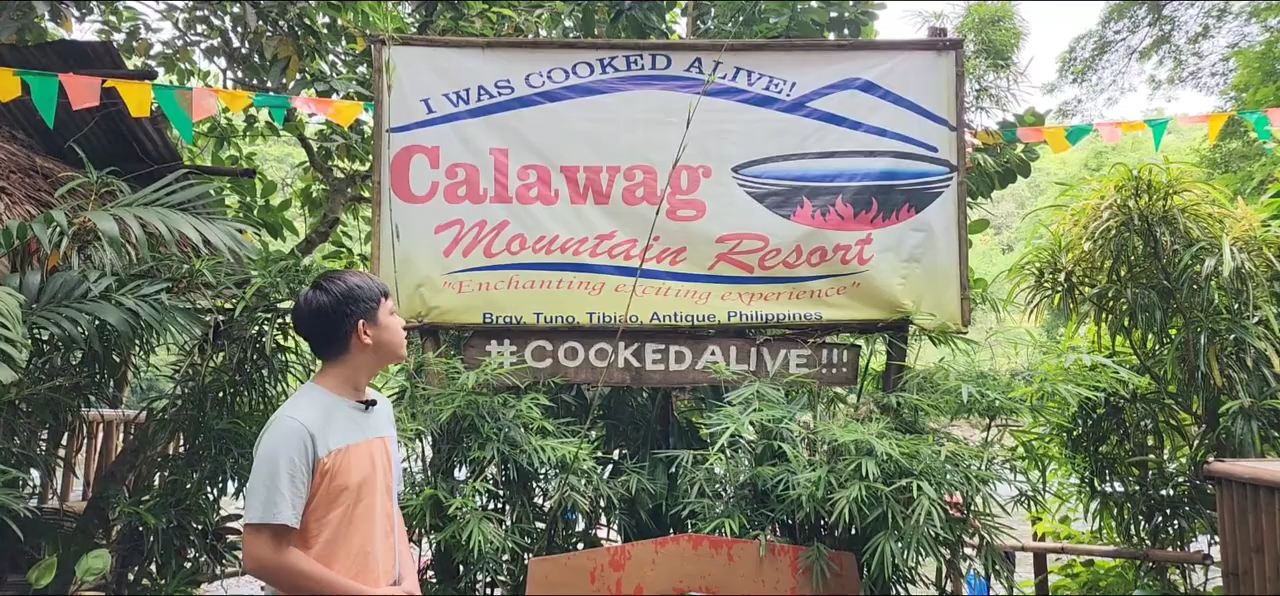 I WAS COOKED ALIVE!
Calawag
Mountain Resort
"Enchanting exciting experience"
Brgy. Tuno, Tibiao, Antique, Philippines
#COOKEDALIVE!!!